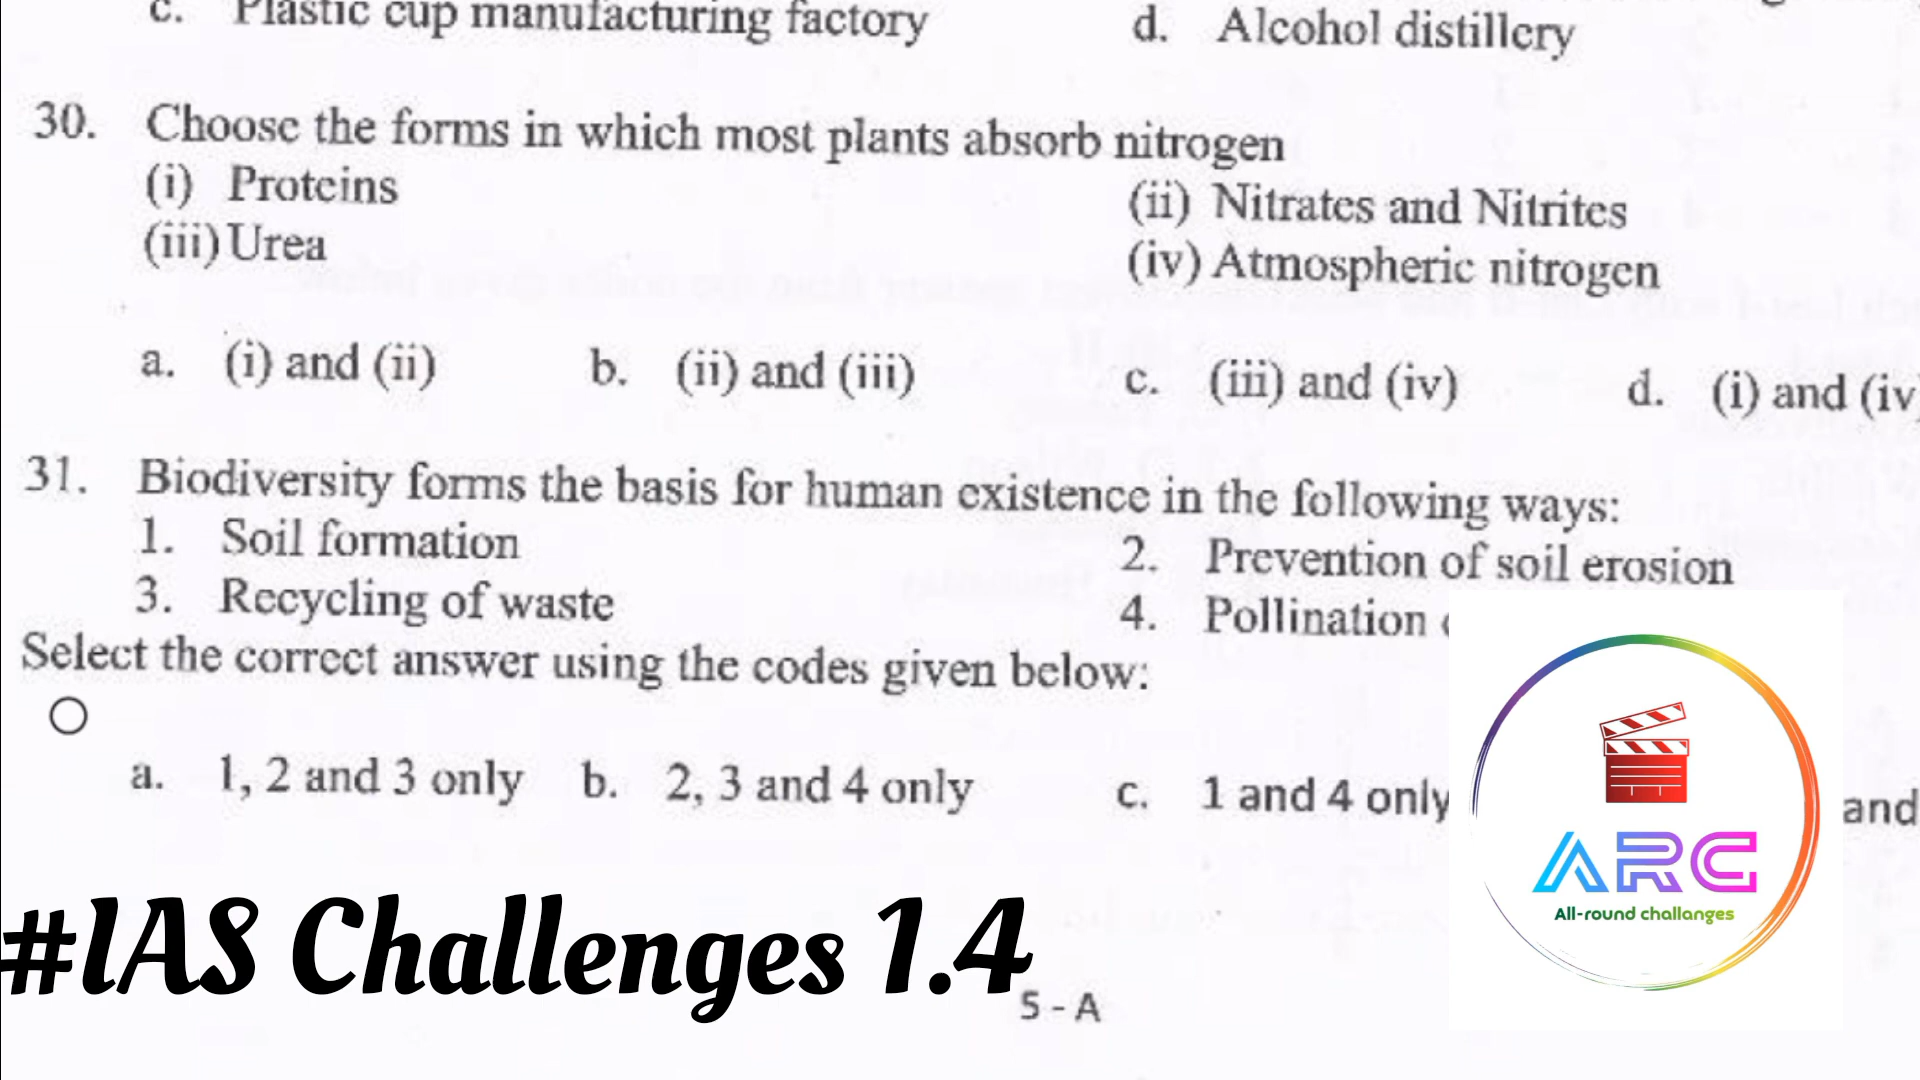 c. Plastic cup manufacturing factory d. Alcohol distillery
30. Choose the forms in which most plants absorb nitrogen
(i) Proteins (ii) Nitrates and Nitrites
(iii) Urea (iv) Atmospheric nitrogen
a. (i) and (ii) b. (ii) and (iii) c. (iii) and (iv) d. (i) and (iv
31. Biodiversity forms the basis for human existence in the following ways:
1. Soil formation 2. Prevention of soil erosion
3. Recycling of waste 4. Pollination
Select the correct answer using the codes given below:
a. 1, 2 and 3 only b. 2, 3 and 4 only c. 1 and 4 only and
ARC
All-round challanges
#IAS Challenges 1.4
5 - A